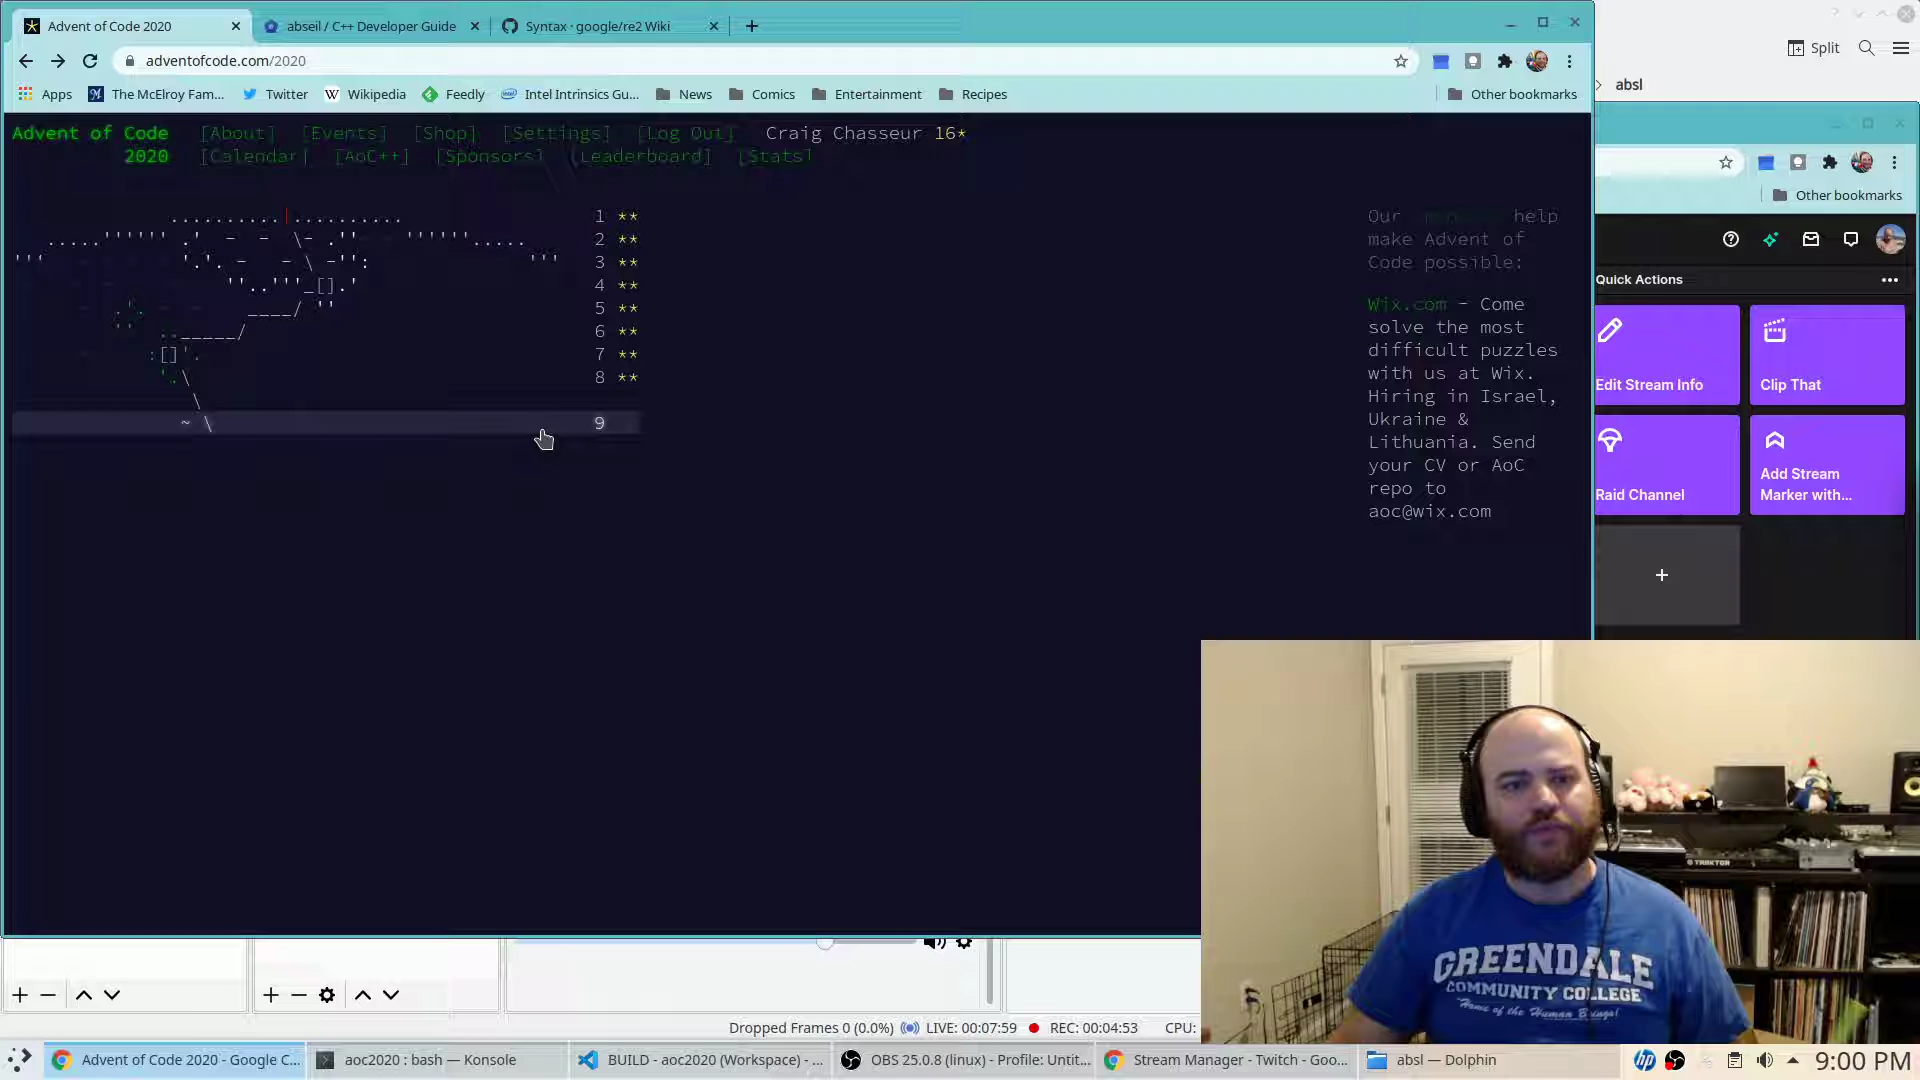 Advent of Code 2020
abseil / C++ Developer Guide
Syntax · google/re2 Wiki
adventofcode.com/2020
Split
absl
Apps
The McElroy Fam...
Twitter
Wikipedia
Feedly
Intel Intrinsics Gu...
News
Comics
Entertainment
Recipes
Other bookmarks
Other bookmarks
Advent of Code [About] [Events] [Shop] [Settings] [Log Out] Craig Chasseur 16*
2020 [Calendar] [AoC++] [Sponsors] [Leaderboard] [Stats]
1 **
2 **
3 **
4 **
5 **
6 **
7 **
8 **
9
Our help
make Advent of
Code possible:
Wix.com - Come
solve the most
difficult puzzles
with us at Wix.
Hiring in Israel,
Ukraine &
Lithuania. Send
your CV or AoC
repo to
aoc@wix.com
Quick Actions
Edit Stream Info
Clip That
Raid Channel
Add Stream
Marker with...
TRAKTOR
GREENDALE
COMMUNITY COLLEGE
"Home of the Human Beings"
Dropped Frames 0 (0.0%)
LIVE: 00:07:59
REC: 00:04:53
CPU:
Advent of Code 2020 - Google C...
aoc2020 : bash — Konsole
BUILD - aoc2020 (Workspace) - ...
OBS 25.0.8 (linux) - Profile: Untit...
Stream Manager - Twitch - Goo...
absl — Dolphin
hp
9:00 PM